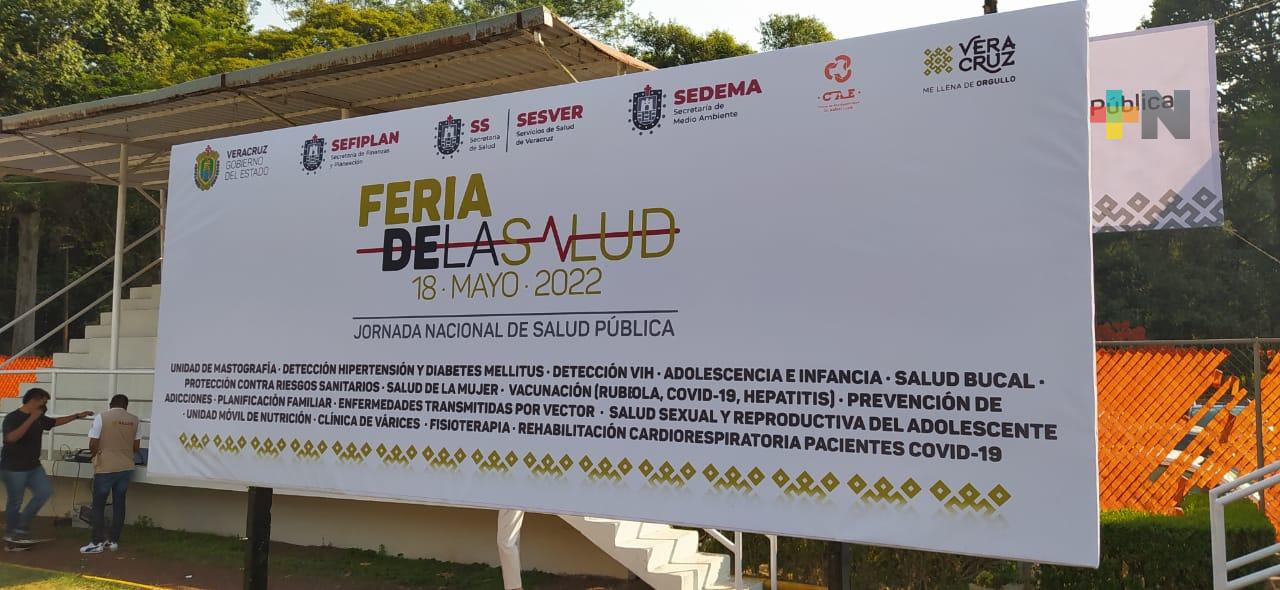 VERACRUZ
GOBIERNO
DEL ESTADO
SEFIPLAN
Secretaría de Finanzas
y Planeación
SS
Secretaría
de Salud
SESVER
Servicios de Salud
de Veracruz
SEDEMA
Secretaría de
Medio Ambiente
VERA
CRUZ
ME LLENA DE ORGULLO
pública
TN
FERIA
DE LA SALUD
18 · MAYO · 2022
JORNADA NACIONAL DE SALUD PÚBLICA
UNIDAD DE MASTOGRAFÍA · DETECCIÓN HIPERTENSIÓN Y DIABETES MELLITUS · DETECCIÓN VIH · ADOLESCENCIA E INFANCIA · SALUD BUCAL ·
PROTECCIÓN CONTRA RIESGOS SANITARIOS · SALUD DE LA MUJER · VACUNACIÓN (RUBÉOLA, COVID-19, HEPATITIS) · PREVENCIÓN DE
ADICCIONES · PLANIFICACIÓN FAMILIAR · ENFERMEDADES TRANSMITIDAS POR VECTOR · SALUD SEXUAL Y REPRODUCTIVA DEL ADOLESCENTE
· UNIDAD MÓVIL DE NUTRICIÓN · CLÍNICA DE VÁRICES · FISIOTERAPIA · REHABILITACIÓN CARDIORESPIRATORIA PACIENTES COVID-19